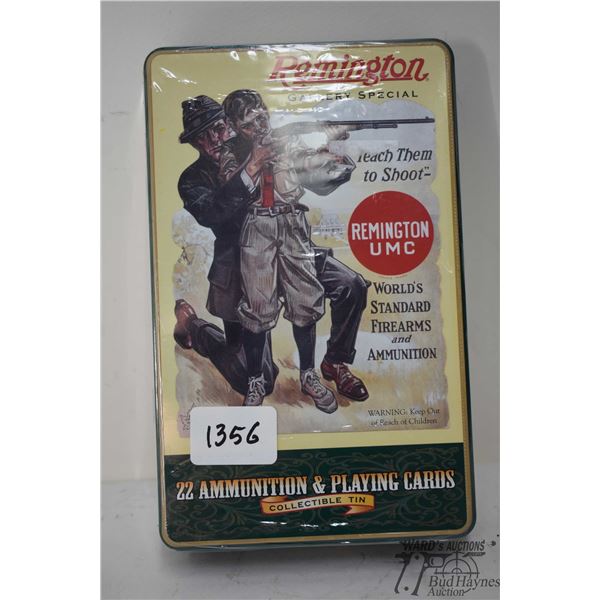 Remington
GALLERY SPECIAL
"Teach Them
to Shoot"-
REMINGTON
UMC
WORLD'S
STANDARD
FIREARMS
and
AMMUNITION
WARNING: Keep Out
of Reach of Children
1356
22 AMMUNITION & PLAYING CARDS
COLLECTIBLE TIN
WARD's AUCTIONS
.com
Bud Haynes
Auction